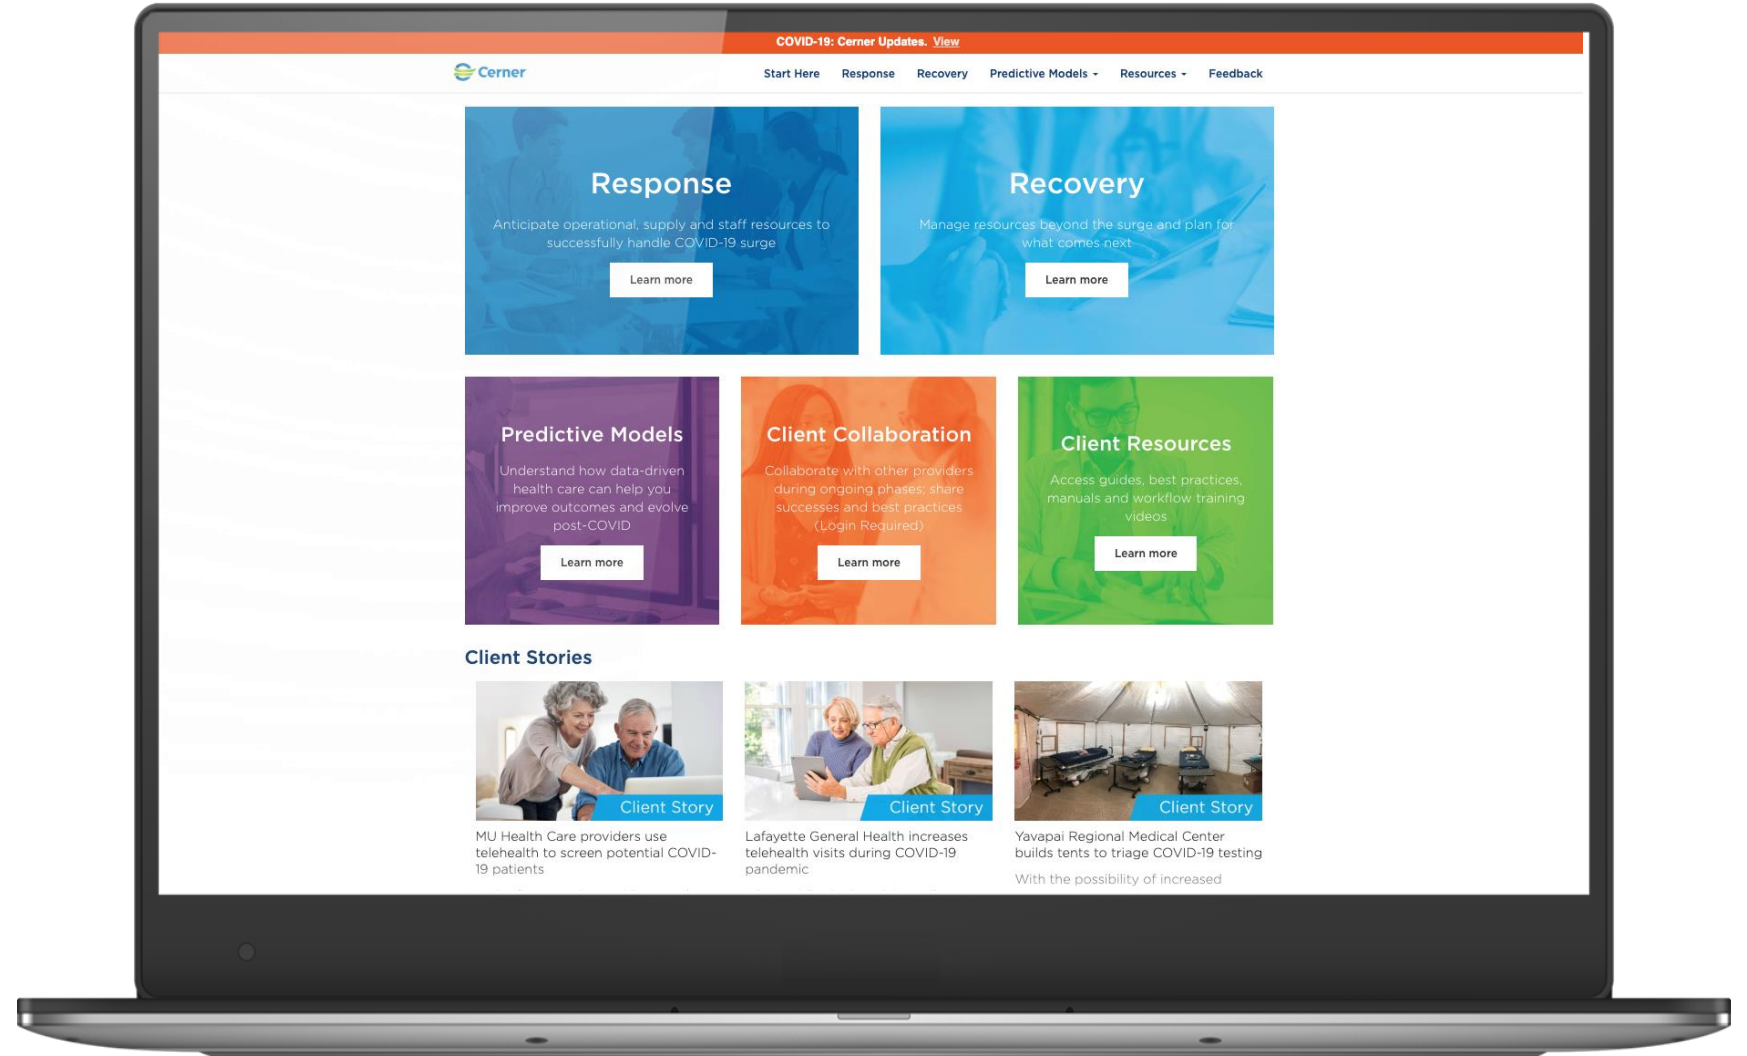 COVID-19: Cerner Updates. View
Cerner
Start Here Response Recovery Predictive Models Resources Feedback
Response
Anticipate operational, supply and staff resources to
successfully handle COVID-19 surge
Learn more
Recovery
Manage resources beyond the surge and plan for
what comes next
Learn more
Predictive Models
Understand how data-driven
health care can help you
improve outcomes and evolve
post-COVID
Learn more
Client Collaboration
Collaborate with other providers
during ongoing phases; share
successes and best practices
(Login Required)
Learn more
Client Resources
Access guides, best practices,
manuals and workflow training
videos
Learn more
Client Stories
Client Story
MU Health Care providers use
telehealth to screen potential COVID-
19 patients
Client Story
Lafayette General Health increases
telehealth visits during COVID-19
pandemic
Client Story
Yavapai Regional Medical Center
builds tents to triage COVID-19 testing
With the possibility of increased